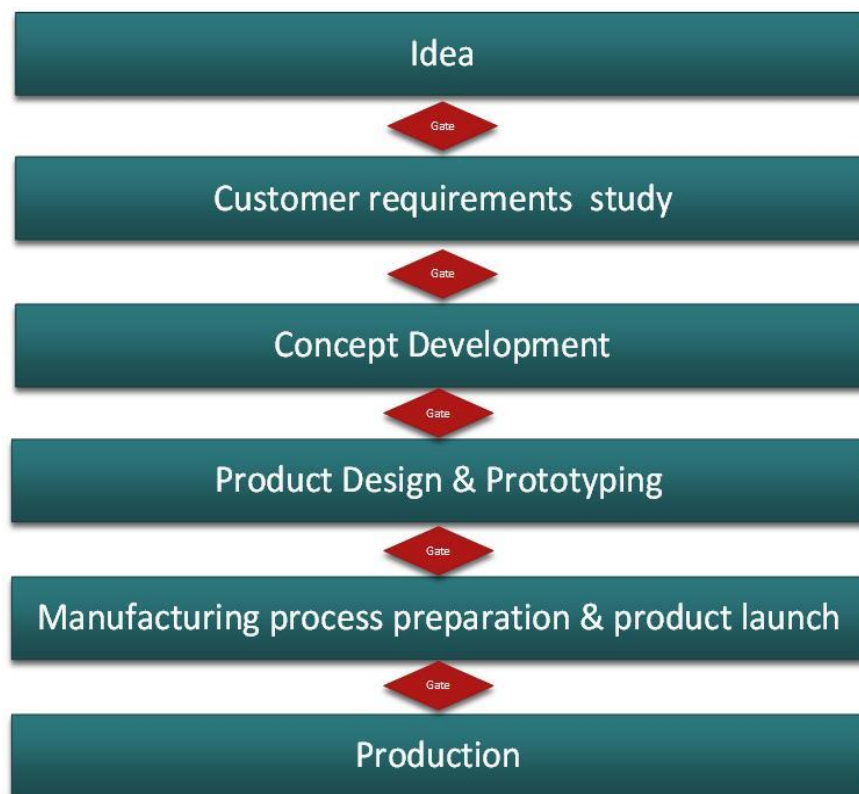 Idea
Gate
Customer requirements study
Gate
Concept Development
Gate
Product Design & Prototyping
Gate
Manufacturing process preparation & product launch
Gate
Production